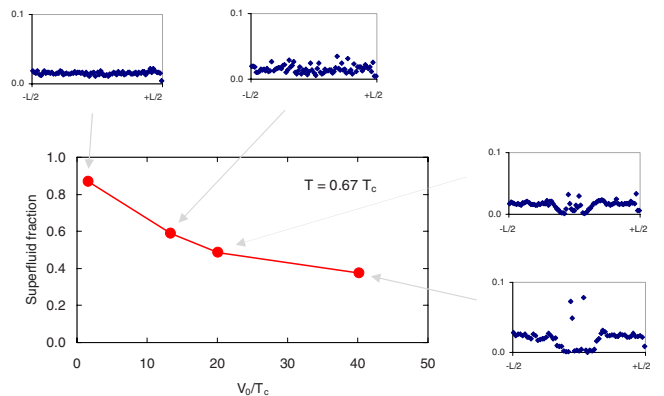 0.1
0.0
-L/2
+L/2
0.1
0.0
-L/2
+L/2
Superfluid fraction
1.0
0.8
0.6
0.4
0.2
0.0
T = 0.67 Tc
0 10 20 30 40 50
V0/Tc
0.1
0.0
-L/2
+L/2
0.1
0.0
-L/2
+L/2